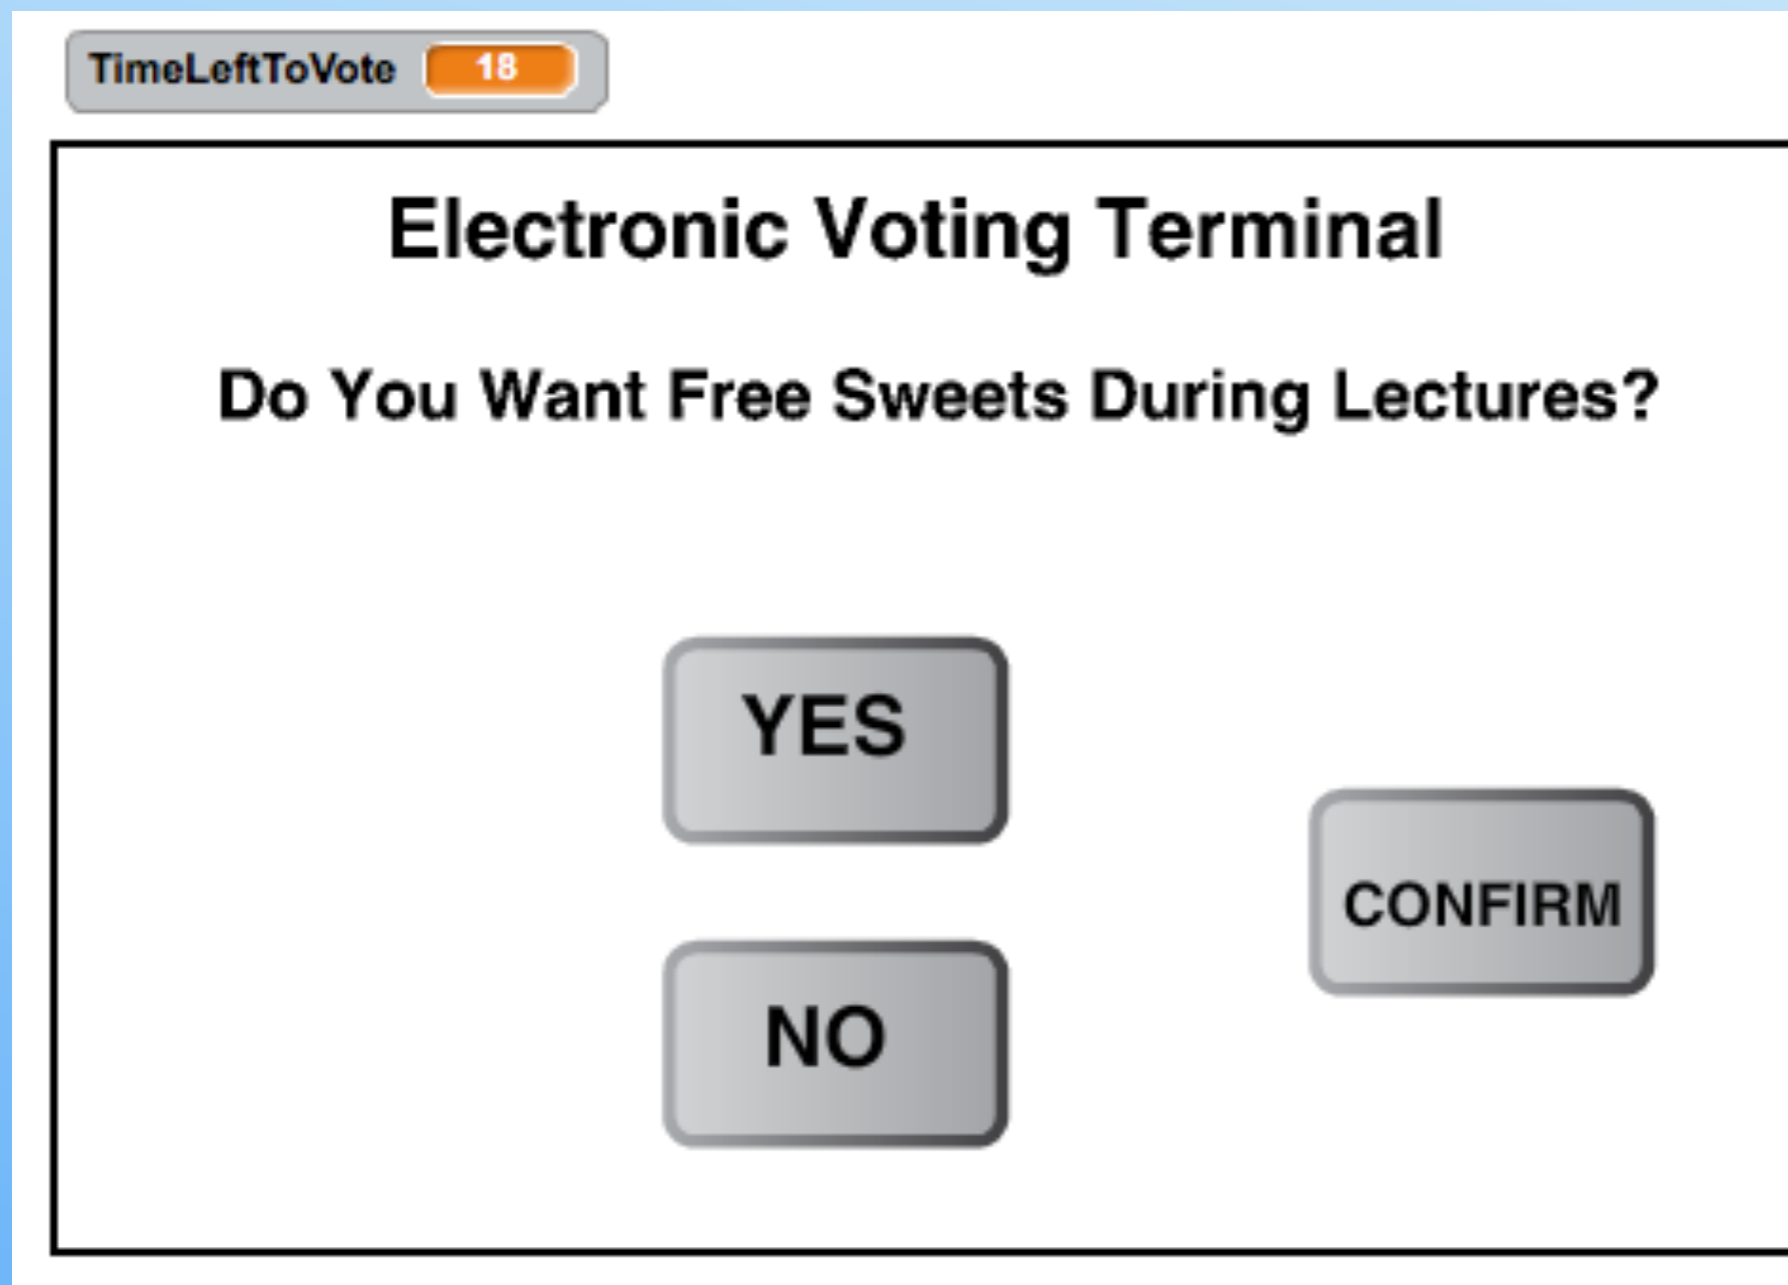 TimeLeftToVote 18
Electronic Voting Terminal
Do You Want Free Sweets During Lectures?
YES
CONFIRM
NO